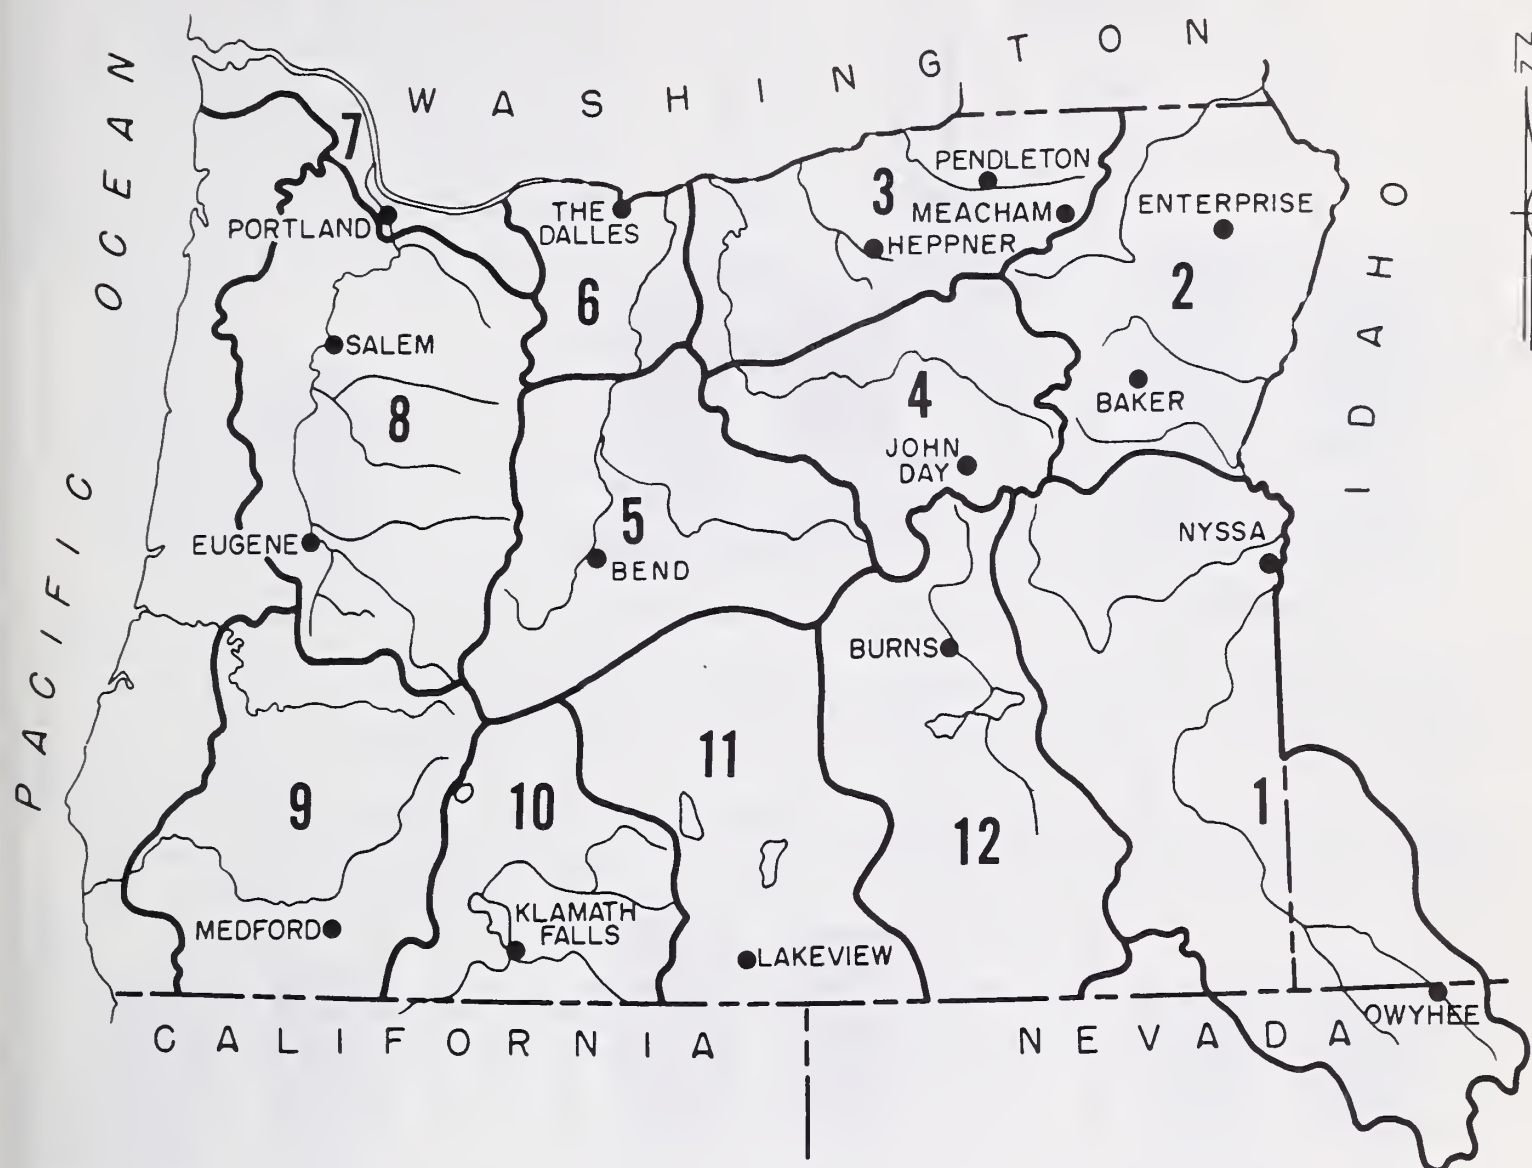 WASHINGTON
PACIFIC OCEAN
IDAHO
7
3
PENDLETON
MEACHAM
HEPPNER
ENTERPRISE
PORTLAND
THE
DALLES
6
2
SALEM
8
4
BAKER
JOHN
DAY
5
NYSSA
EUGENE
BEND
BURNS
11
9
10
12
1
KLAMATH
FALLS
MEDFORD
LAKEVIEW
OWYHEE
CALIFORNIA
NEVADA